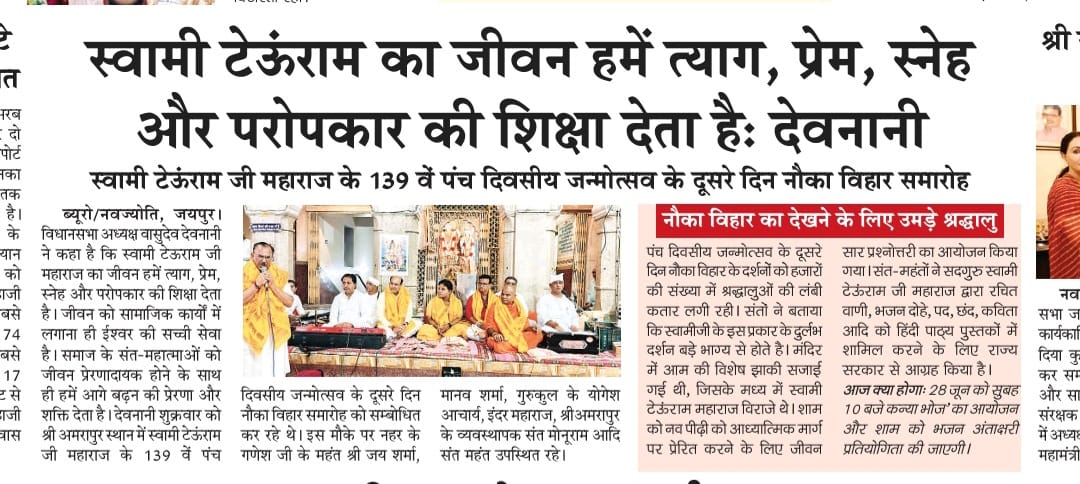 स्वामी टेऊंराम का जीवन हमें त्याग, प्रेम, स्नेह
और परोपकार की शिक्षा देता है: देवनानी
स्वामी टेऊंराम जी महाराज के 139 वें पंच दिवसीय जन्मोत्सव के दूसरे दिन नौका विहार समारोह
ब्यूरो/नवज्योति, जयपुर।
विधानसभा अध्यक्ष वासुदेव देवनानी
ने कहा है कि स्वामी टेऊंराम जी
महाराज का जीवन हमें त्याग, प्रेम,
स्नेह और परोपकार की शिक्षा देता
है। जीवन को सामाजिक कार्यों में
लगाना ही ईश्वर की सच्ची सेवा
है। समाज के संत-महात्माओं को
जीवन प्रेरणादायक होने के साथ
ही हमें आगे बढ़न की प्रेरणा और
शक्ति देता है। देवनानी शुक्रवार को
श्री अमरापुर स्थान में स्वामी टेऊंराम
जी महाराज के 139 वें पंच
दिवसीय जन्मोत्सव के दूसरे दिन
नौका विहार समारोह को सम्बोधित
कर रहे थे। इस मौके पर नहर के
गणेश जी के महंत श्री जय शर्मा,
मानव शर्मा, गुरुकुल के योगेश
आचार्य, इंदर महाराज, श्रीअमरापुर
के व्यवस्थापक संत मोनूराम आदि
संत महंत उपस्थित रहे।
नौका विहार का देखने के लिए उमड़े श्रद्धालु
पंच दिवसीय जन्मोत्सव के दूसरे
दिन नौका विहार के दर्शनों को हजारों
की संख्या में श्रद्धालुओं की लंबी
कतार लगी रही। संतो ने बताया
कि स्वामीजी के इस प्रकार के दुर्लभ
दर्शन बड़े भाग्य से होते है। मंदिर
में आम की विशेष झाकी सजाई
गई थी, जिसके मध्य में स्वामी
टेऊंराम महाराज विराजे थे। शाम
को नव पीढ़ी को आध्यात्मिक मार्ग
पर प्रेरित करने के लिए जीवन
सार प्रश्नोत्तरी का आयोजन किया
गया। संत-महंतों ने सदगुरु स्वामी
टेऊंराम जी महाराज द्वारा रचित
वाणी, भजन दोहे, पद, छंद, कविता
आदि को हिंदी पाठ्य पुस्तकों में
शामिल करने के लिए राज्य
सरकार से आग्रह किया है।
आज क्या होगा: 28 जून को सुबह
10 बजे कन्या भोज' का आयोजन
और शाम को भजन अंताक्षरी
प्रतियोगिता की जाएगी।